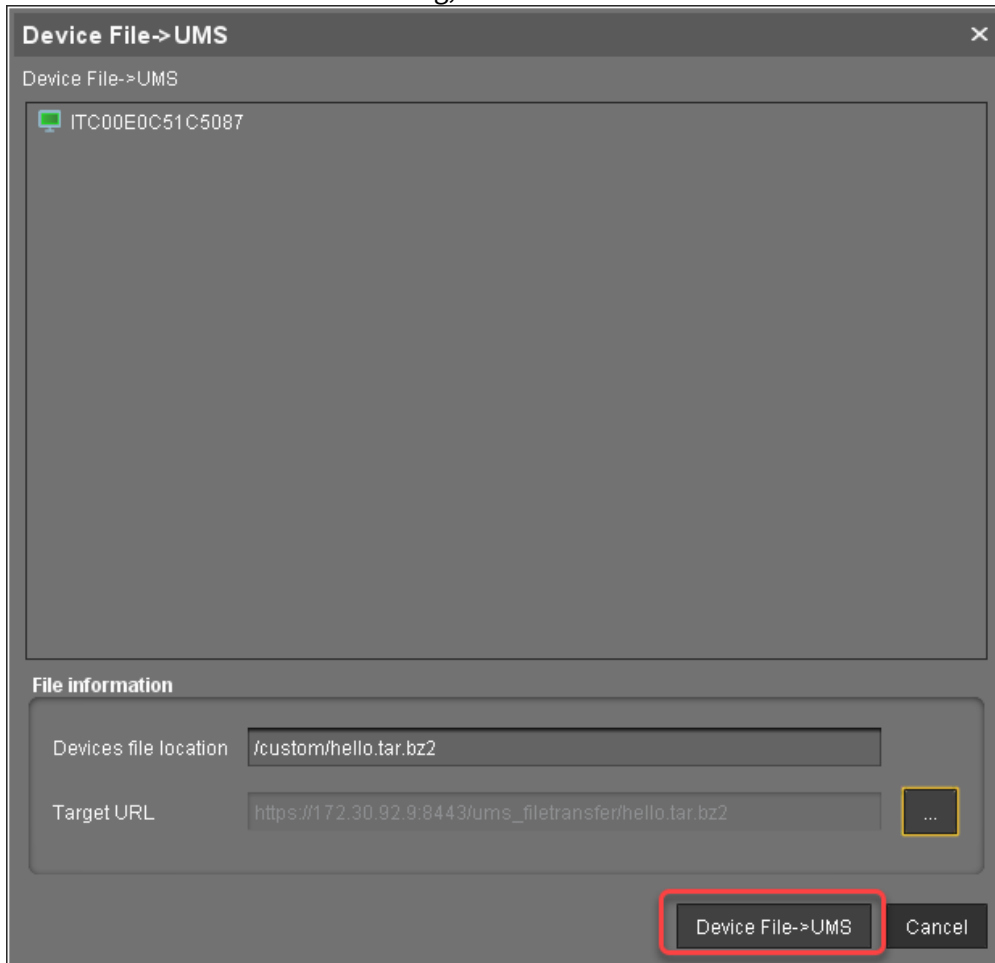 Device File->UMS
Device File->UMS
ITC00E0C51C5087
File information
Devices file location /custom/hello.tar.bz2
Target URL https://172.30.92.9:8443/ums_filetransfer/hello.tar.bz2 ...
Device File->UMS Cancel